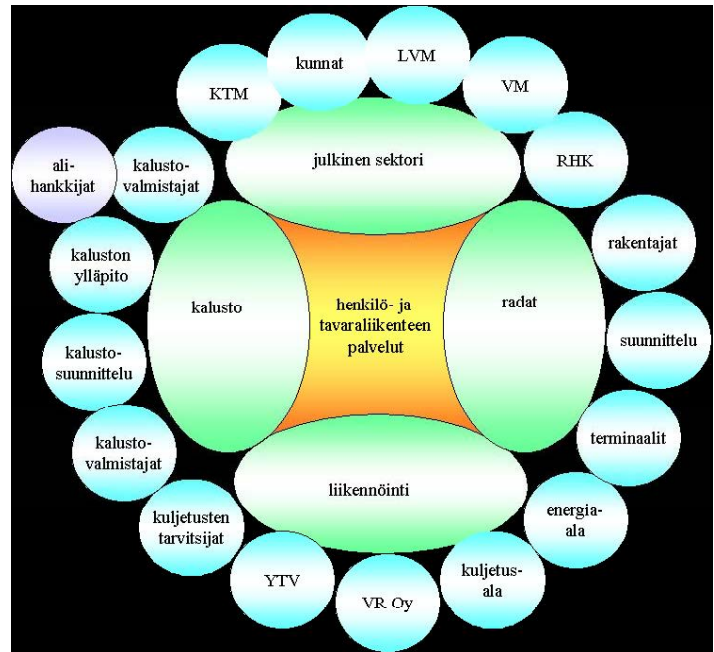 kunnat
LVM
VM
KTM
RHK
julkinen sektori
ali-
hankkijat
kalusto-
valmistajat
rakentajat
kaluston
ylläpito
kalusto
henkilö- ja
tavaraliikenteen
palvelut
radat
suunnittelu
kalusto-
suunnittelu
kalusto-
valmistajat
terminaalit
liikennöinti
energia-
ala
kuljetusten
tarvitsijat
YTV
VR Oy
kuljetus-
ala